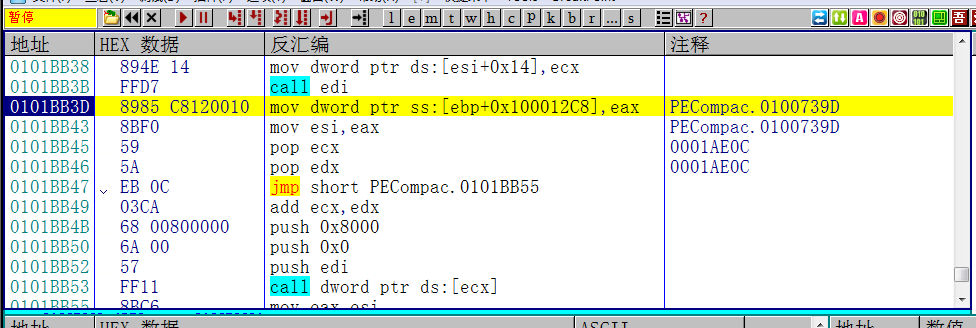 暂停 l e m t w h c p k b r ... s ?
地址 HEX 数据 反汇编 注释
0101BB38 894E 14 mov dword ptr ds:[esi+0x14],ecx
0101BB3B FFD7 call edi
0101BB3D 8985 C8120010 mov dword ptr ss:[ebp+0x100012C8],eax PECompac.0100739D
0101BB43 8BF0 mov esi,eax PECompac.0100739D
0101BB45 59 pop ecx 0001AE0C
0101BB46 5A pop edx 0001AE0C
0101BB47 EB 0C jmp short PECompac.0101BB55
0101BB49 03CA add ecx,edx
0101BB4B 68 00800000 push 0x8000
0101BB50 6A 00 push 0x0
0101BB52 57 push edi
0101BB53 FF11 call dword ptr ds:[ecx]
0101BB55 8BC6 mov eax,esi
地址 HEX 数据 ASCII 地址 数值